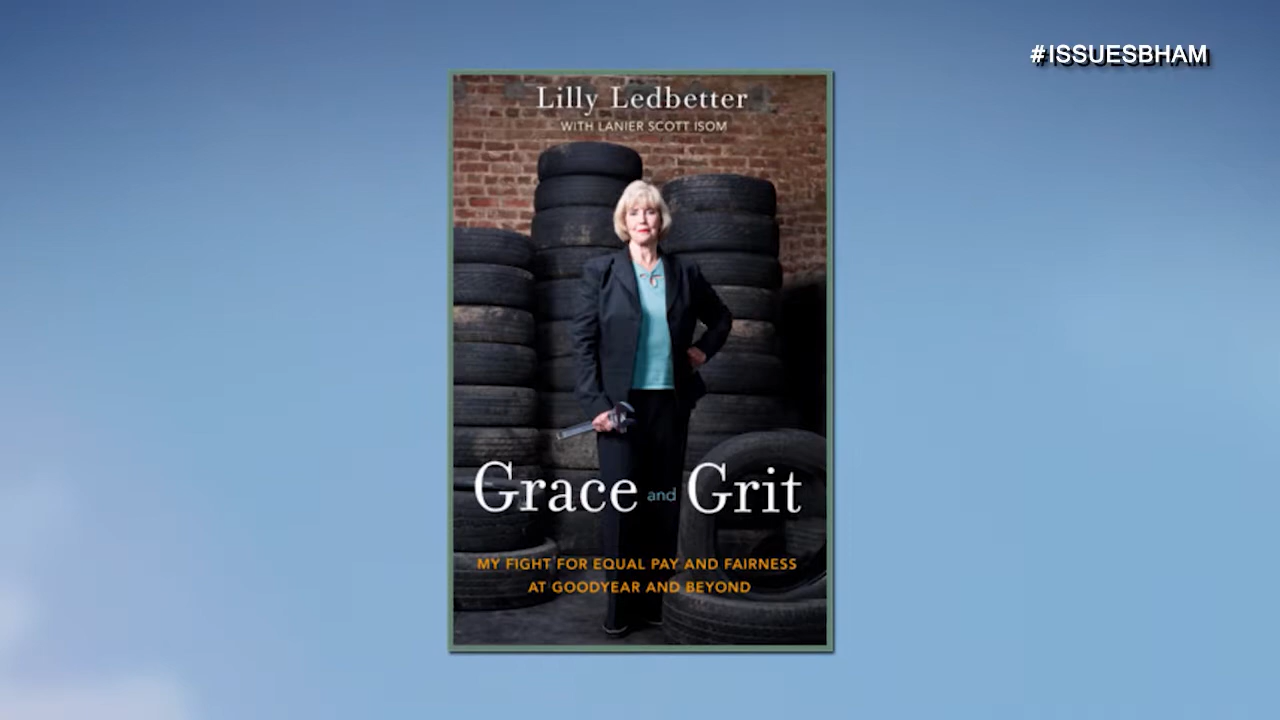 #ISSUESBHAM
Lilly Ledbetter
WITH LANIER SCOTT ISOM
Grace and Grit
MY FIGHT FOR EQUAL PAY AND FAIRNESS
AT GOODYEAR AND BEYOND